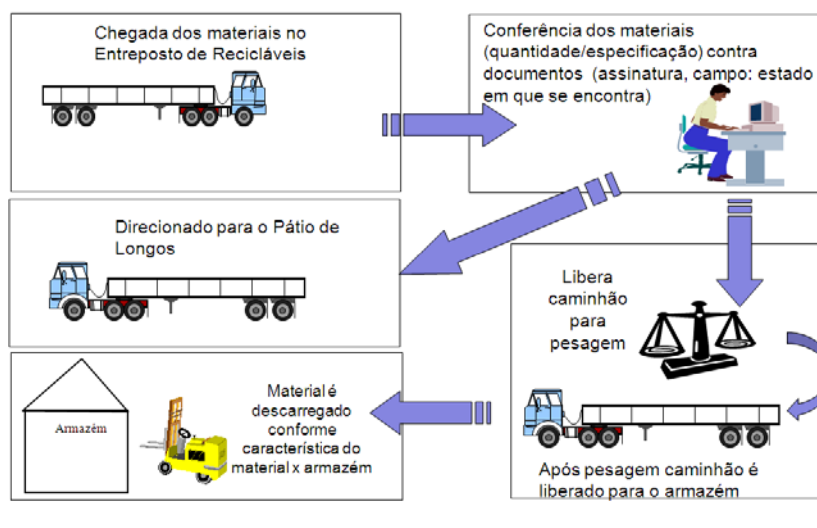 Chegada dos materiais no
Entreposto de Recicláveis
Conferência dos materiais
(quantidade/especificação) contra
documentos (assinatura, campo: estado
em que se encontra)
Direcionado para o Pátio de
Longos
Libera
caminhão
para
pesagem
Após pesagem caminhão é
liberado para o armazém
Material é
descarregado
conforme
característica do
material x armazém
Armazém